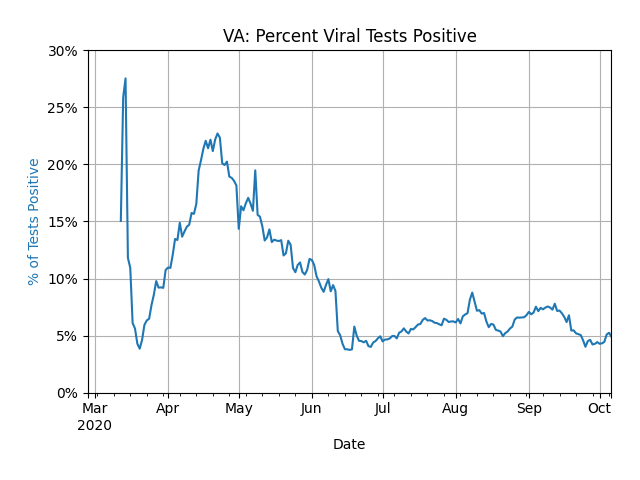 VA: Percent Viral Tests Positive
30%
25%
20%
15%
10%
5%
0%
% of Tests Positive
Mar Apr May Jun Jul Aug Sep Oct
2020
Date